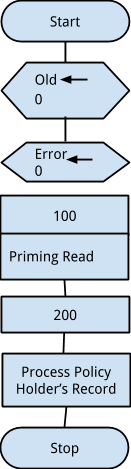 Start
Old
0
Error
0
100
Priming Read
200
Process Policy
Holder's Record
Stop